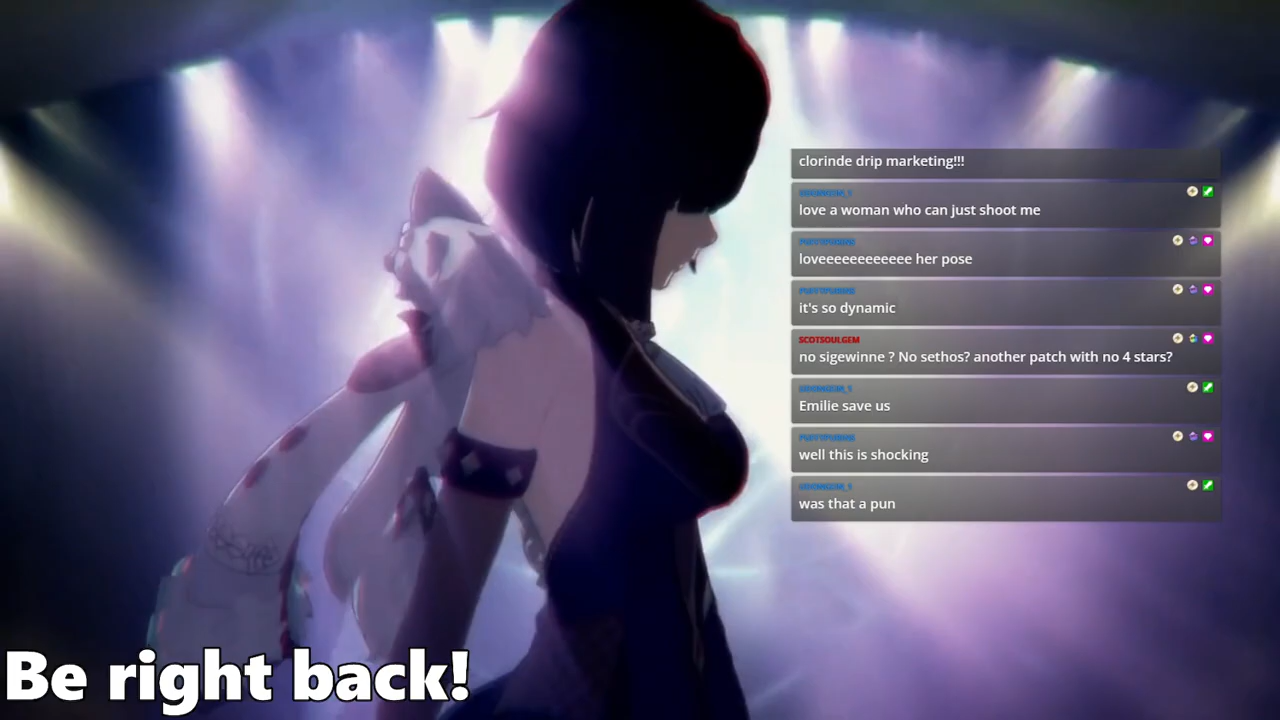 clorinde drip marketing!!!
love a woman who can just shoot me
loveeeeeeeeeeee her pose
it's so dynamic
SCOTSOULGEM
no sigewinne ? No sethos? another patch with no 4 stars?
Emilie save us
well this is shocking
was that a pun
Be right back!